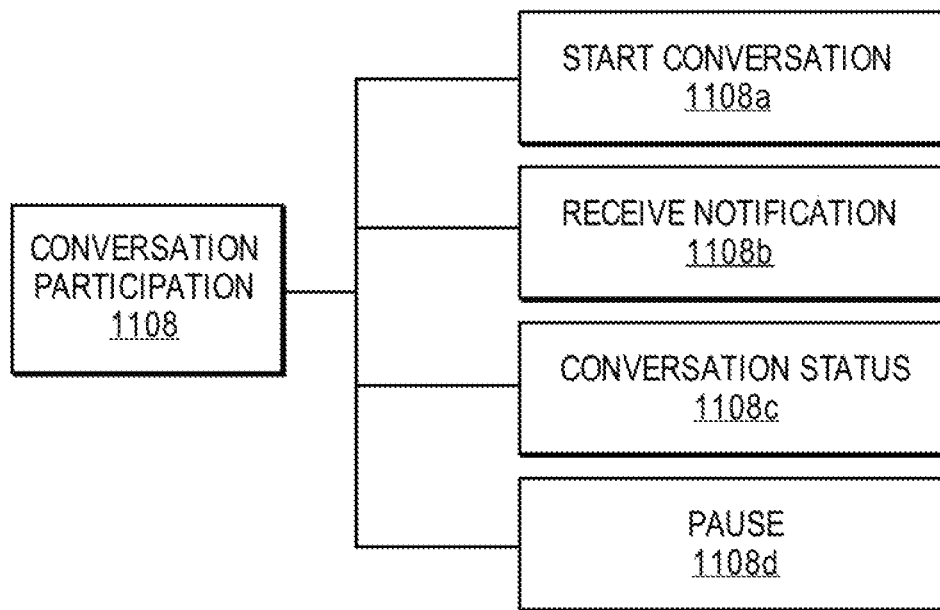 CONVERSATION
PARTICIPATION
1108
START CONVERSATION
1108a
RECEIVE NOTIFICATION
1108b
CONVERSATION STATUS
1108c
PAUSE
1108d